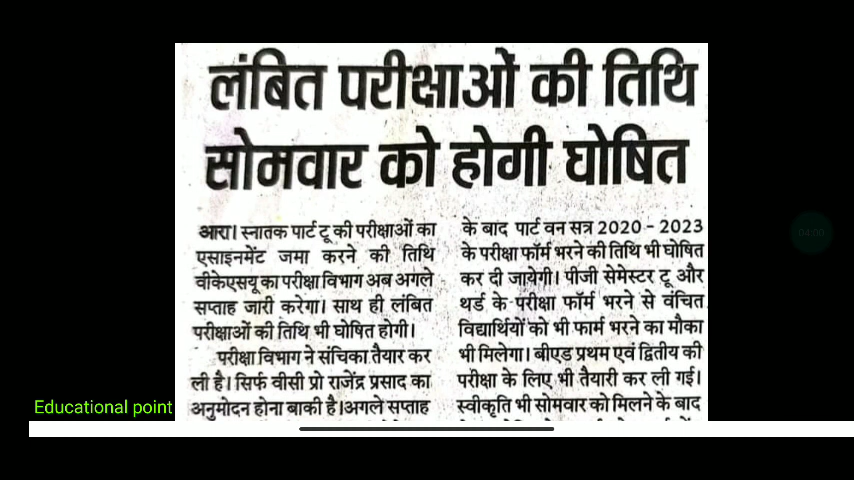 लंबित परीक्षाओं की तिथि
सोमवार को होगी घोषित
आरा। स्नातक पार्ट टू की परीक्षाओं का
एसाइनमेंट जमा करने की तिथि
वीकेएसयू का परीक्षा विभाग अब अगले
सप्ताह जारी करेगा। साथ ही लंबित
परीक्षाओं की तिथि भी घोषित होगी।
परीक्षा विभाग ने संचिका तैयार कर
ली है। सिर्फ वीसी प्रो राजेंद्र प्रसाद का
अनुमोदन होना बाकी है।अगले सप्ताह
के बाद पार्ट वन सत्र 2020 - 2023
के परीक्षा फॉर्म भरने की तिथि भी घोषित
कर दी जायेगी। पीजी सेमेस्टर टू और
थर्ड के परीक्षा फॉर्म भरने से वंचित
विद्यार्थियों को भी फार्म भरने का मौका
भी मिलेगा। बीएड प्रथम एवं द्वितीय की
परीक्षा के लिए भी तैयारी कर ली गई।
स्वीकृति भी सोमवार को मिलने के बाद
Educational point
04:00